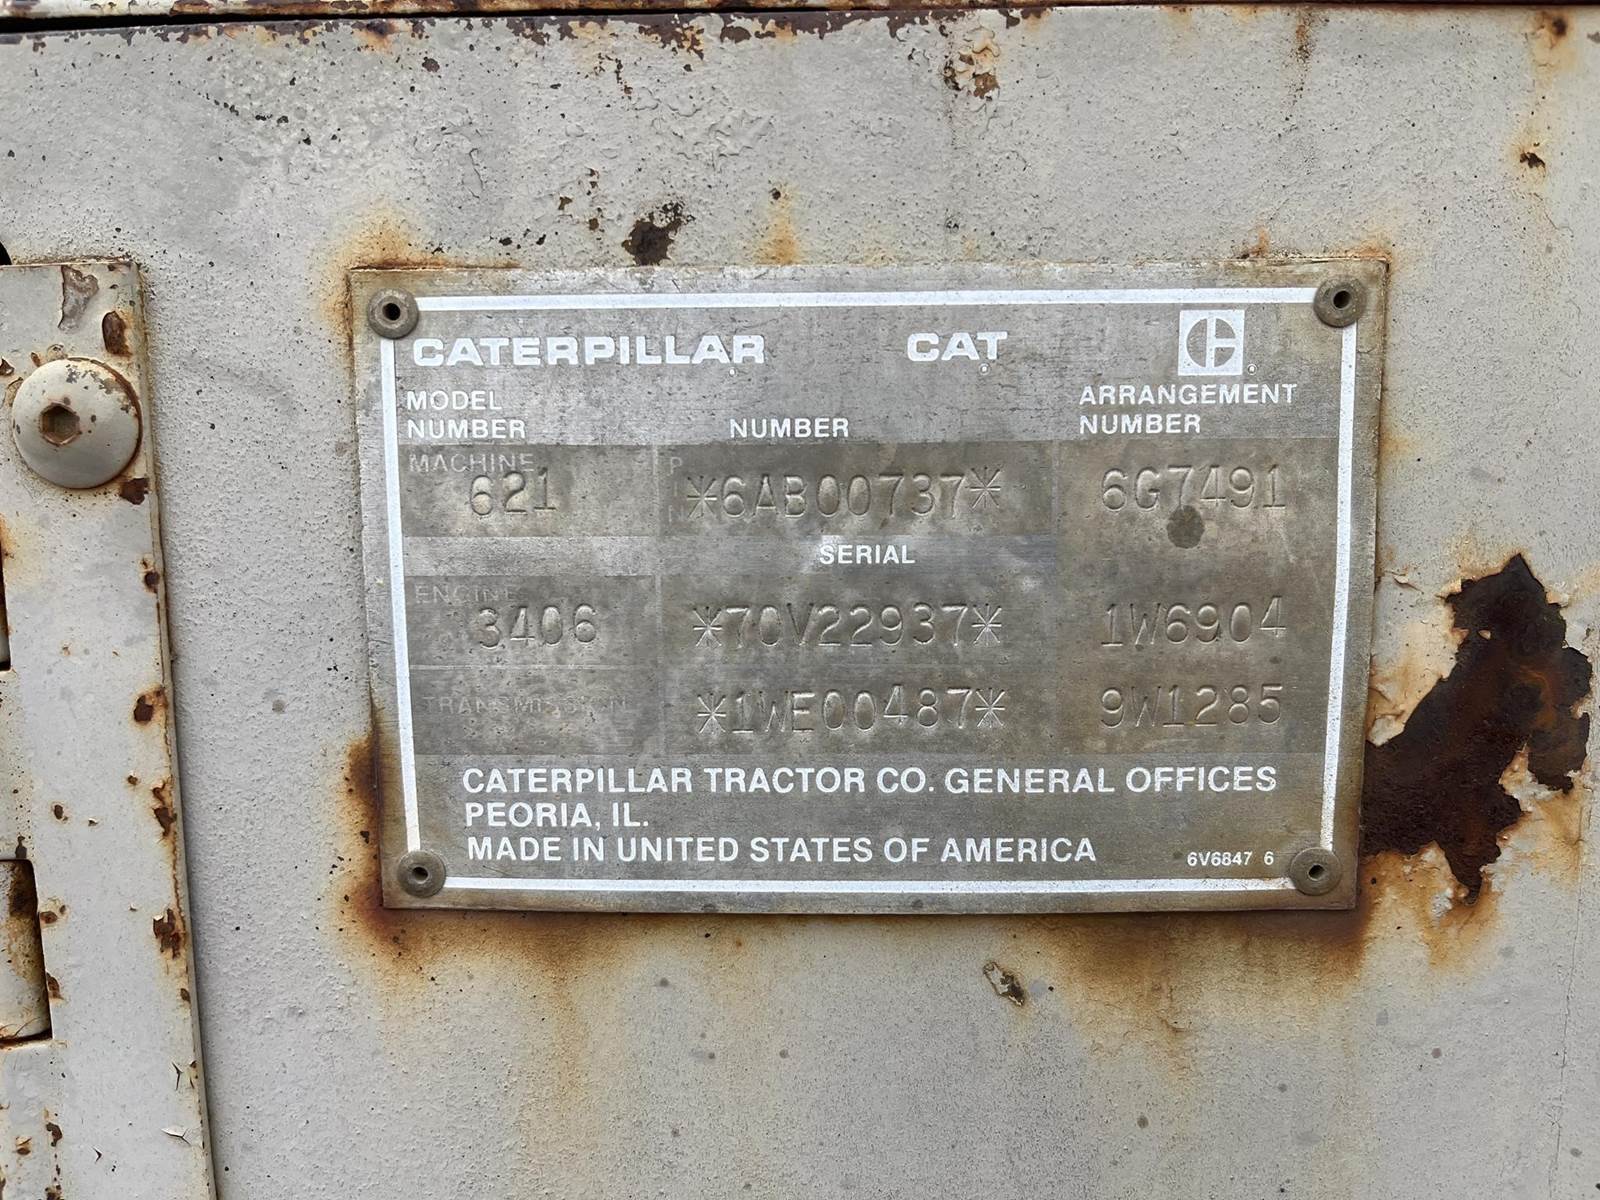 CATERPILLAR CAT
MODEL NUMBER NUMBER ARRANGEMENT NUMBER
MACHINE P
621 *6AB00737* 6G7491
N
SERIAL
ENGINE
3406 *70V22937* 1W6904
TRANSMISSION *1WE00487* 9W1285
CATERPILLAR TRACTOR CO. GENERAL OFFICES
PEORIA, IL.
MADE IN UNITED STATES OF AMERICA 6V6847 6